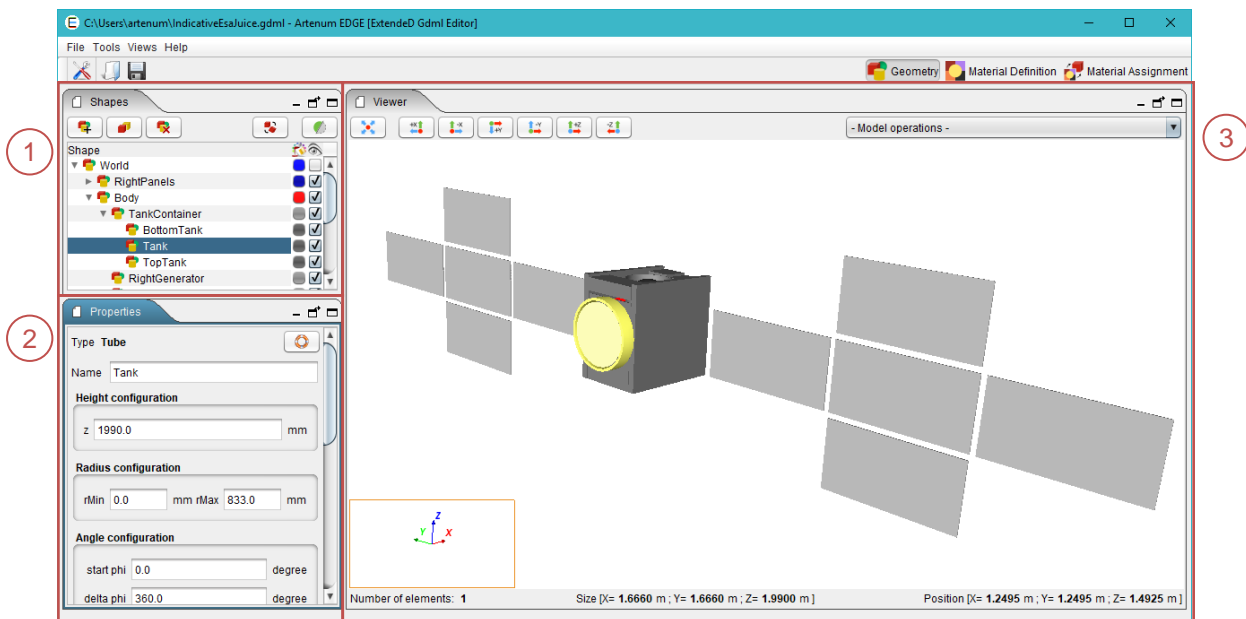 E C:\Users\artenum\IndicativeEsaJuice.gdml - Artenum EDGE [ExtendeD Gdml Editor]
File Tools Views Help
Geometry Material Definition Material Assignment
1
Shapes
Shape
World
RightPanels
Body
TankContainer
BottomTank
Tank
TopTank
RightGenerator
2
Properties
Type Tube
Name Tank
Height configuration
z 1990.0 mm
Radius configuration
rMin 0.0 mm rMax 833.0 mm
Angle configuration
start phi 0.0 degree
delta phi 360.0 degree
Viewer
+X -X +Y -Y +Z -Z
- Model operations -
3
Z
Y X
Number of elements: 1 Size [X= 1.6660 m ; Y= 1.6660 m ; Z= 1.9900 m ] Position [X= 1.2495 m ; Y= 1.2495 m ; Z= 1.4925 m ]